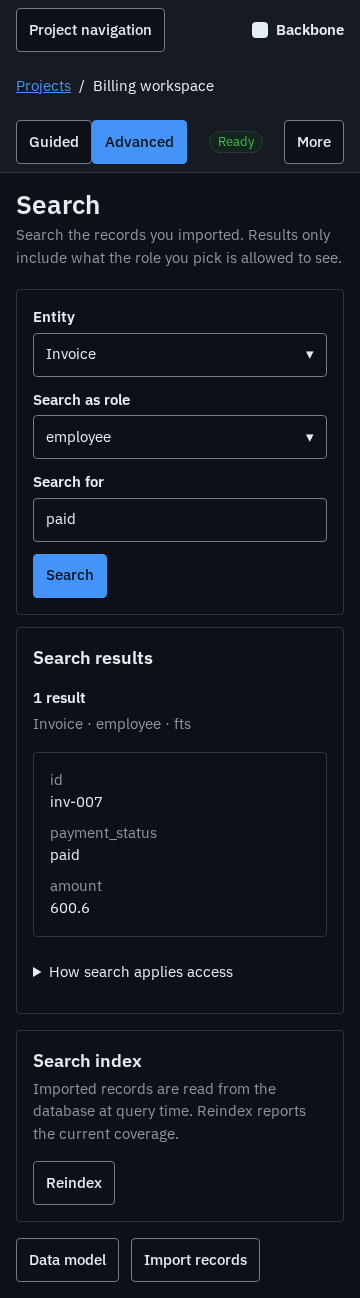 Project navigation
Backbone
Projects / Billing workspace
Guided
Advanced
Ready
More
Search
Search the records you imported. Results only
include what the role you pick is allowed to see.
Entity
Invoice
Search as role
employee
Search for
paid
Search
Search results
1 result
Invoice · employee · fts
id
inv-007
payment_status
paid
amount
600.6
How search applies access
Search index
Imported records are read from the
database at query time. Reindex reports
the current coverage.
Reindex
Data model
Import records